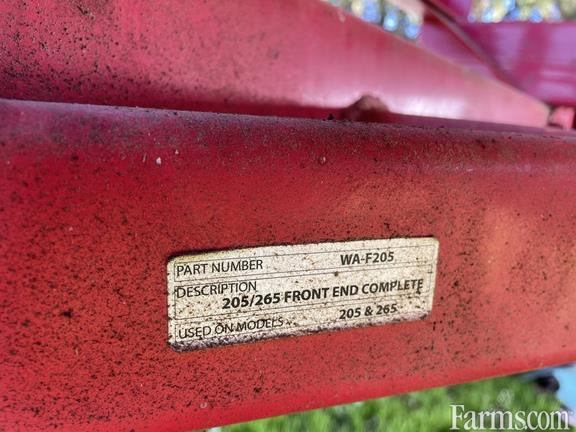 PART NUMBER WA-F205
DESCRIPTION
205/265 FRONT END COMPLETE
USED ON MODELS 205 & 265
Farms.com